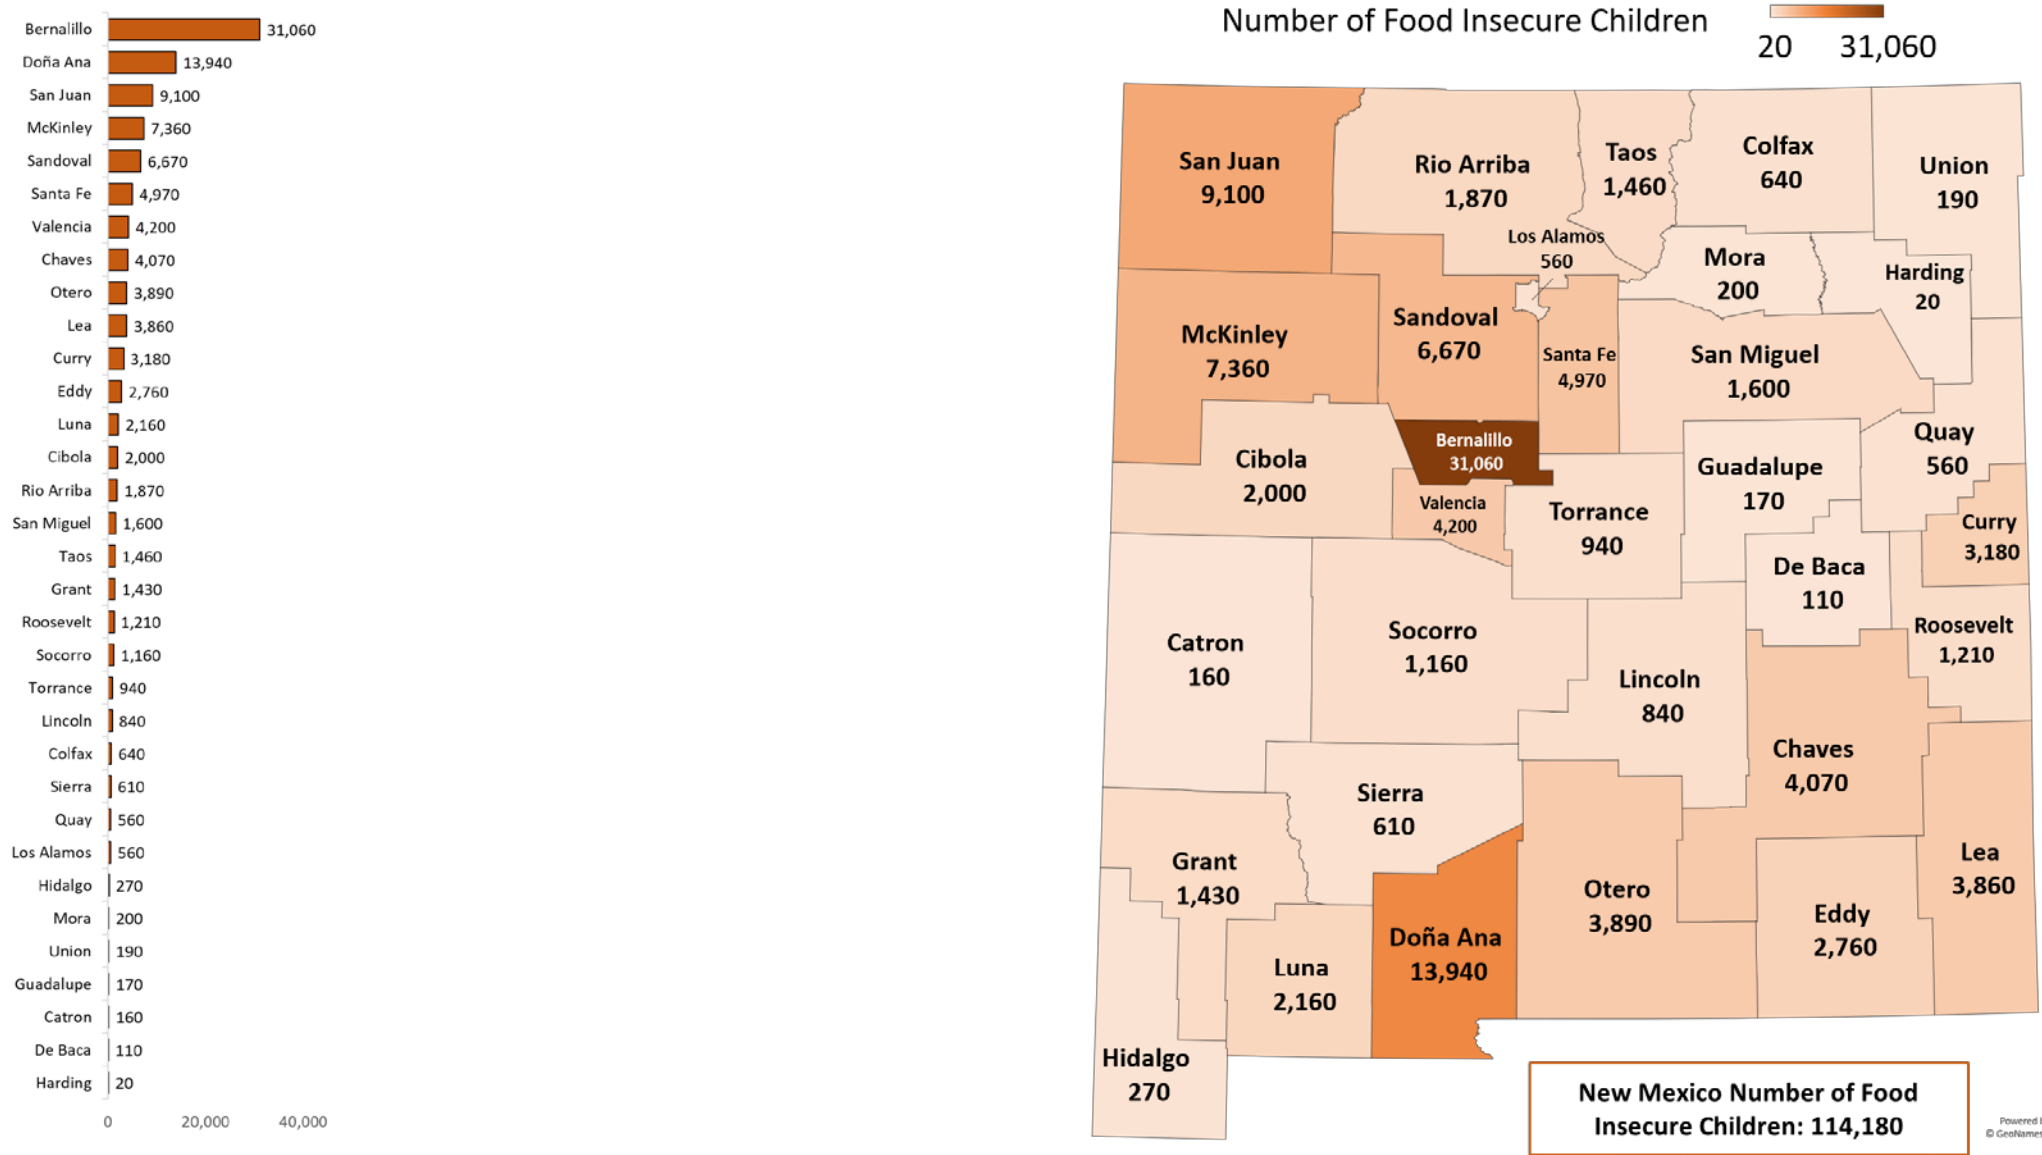 Bernalillo 31,060
Doña Ana 13,940
San Juan 9,100
McKinley 7,360
Sandoval 6,670
Santa Fe 4,970
Valencia 4,200
Chaves 4,070
Otero 3,890
Lea 3,860
Curry 3,180
Eddy 2,760
Luna 2,160
Cibola 2,000
Rio Arriba 1,870
San Miguel 1,600
Taos 1,460
Grant 1,430
Roosevelt 1,210
Socorro 1,160
Torrance 940
Lincoln 840
Colfax 640
Sierra 610
Quay 560
Los Alamos 560
Hidalgo 270
Mora 200
Union 190
Guadalupe 170
Catron 160
De Baca 110
Harding 20
0 20,000 40,000
Number of Food Insecure Children
20 31,060
San Juan
9,100
Rio Arriba
1,870
Taos
1,460
Colfax
640
Union
190
Los Alamos
560
Mora
200
Harding
20
McKinley
7,360
Sandoval
6,670
Santa Fe
4,970
San Miguel
1,600
Bernalillo
31,060
Cibola
2,000
Valencia
4,200
Torrance
940
Guadalupe
170
Quay
560
Curry
3,180
De Baca
110
Roosevelt
1,210
Catron
160
Socorro
1,160
Lincoln
840
Chaves
4,070
Sierra
610
Grant
1,430
Luna
2,160
Doña Ana
13,940
Otero
3,890
Eddy
2,760
Lea
3,860
Hidalgo
270
New Mexico Number of Food
Insecure Children: 114,180
Powered
© GeoNames